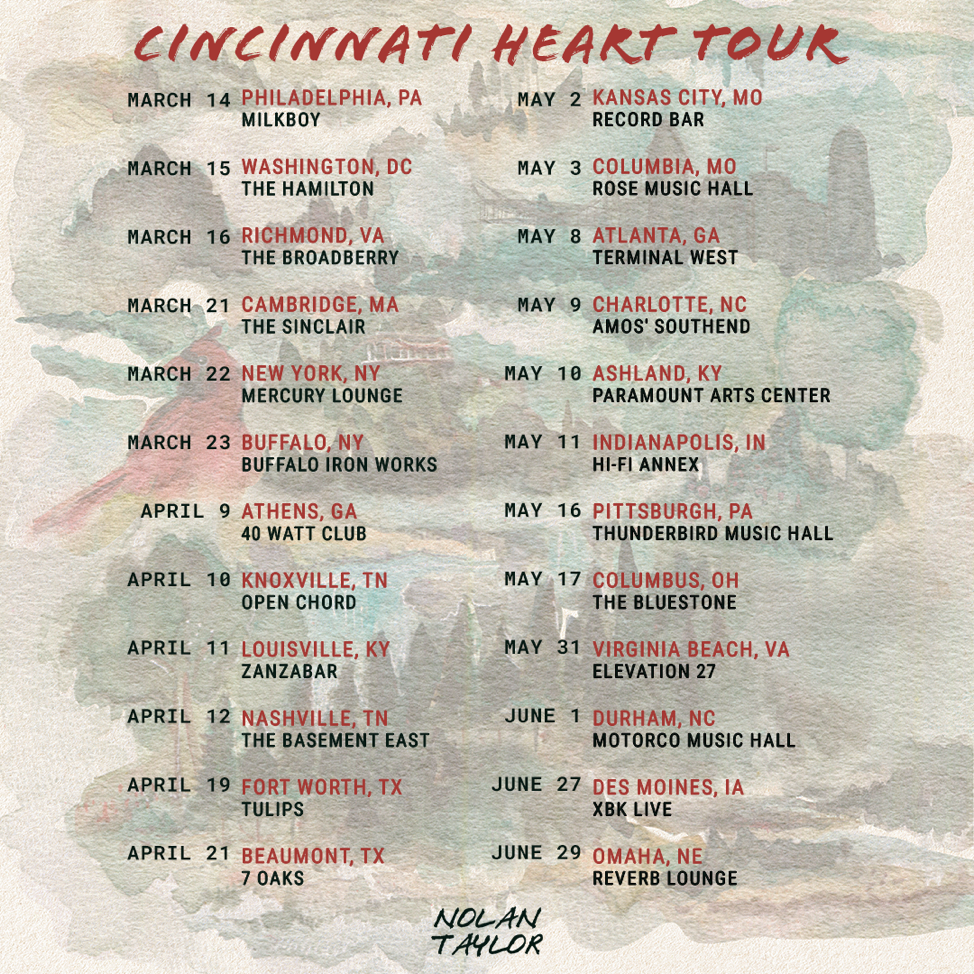 CINCINNATI HEART TOUR
MARCH 14 PHILADELPHIA, PA
MILKBOY
MARCH 15 WASHINGTON, DC
THE HAMILTON
MARCH 16 RICHMOND, VA
THE BROADBERRY
MARCH 21 CAMBRIDGE, MA
THE SINCLAIR
MARCH 22 NEW YORK, NY
MERCURY LOUNGE
MARCH 23 BUFFALO, NY
BUFFALO IRON WORKS
APRIL 9 ATHENS, GA
40 WATT CLUB
APRIL 10 KNOXVILLE, TN
OPEN CHORD
APRIL 11 LOUISVILLE, KY
ZANZABAR
APRIL 12 NASHVILLE, TN
THE BASEMENT EAST
APRIL 19 FORT WORTH, TX
TULIPS
APRIL 21 BEAUMONT, TX
7 OAKS
MAY 2 KANSAS CITY, MO
RECORD BAR
MAY 3 COLUMBIA, MO
ROSE MUSIC HALL
MAY 8 ATLANTA, GA
TERMINAL WEST
MAY 9 CHARLOTTE, NC
AMOS' SOUTHEND
MAY 10 ASHLAND, KY
PARAMOUNT ARTS CENTER
MAY 11 INDIANAPOLIS, IN
HI-FI ANNEX
MAY 16 PITTSBURGH, PA
THUNDERBIRD MUSIC HALL
MAY 17 COLUMBUS, OH
THE BLUESTONE
MAY 31 VIRGINIA BEACH, VA
ELEVATION 27
JUNE 1 DURHAM, NC
MOTORCO MUSIC HALL
JUNE 27 DES MOINES, IA
XBK LIVE
JUNE 29 OMAHA, NE
REVERB LOUNGE
NOLAN
TAYLOR